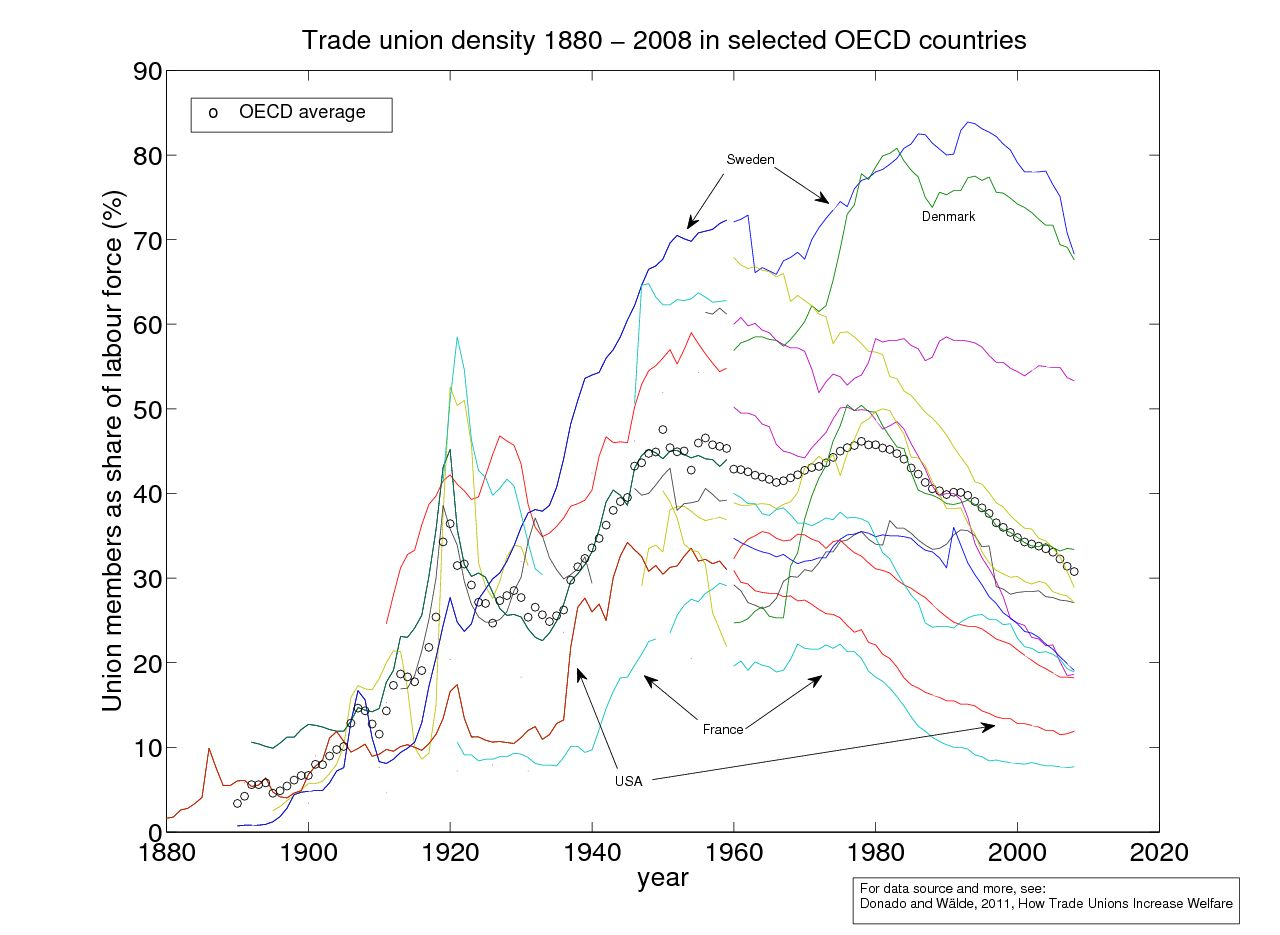 Trade union density 1880 – 2008 in selected OECD countries
90
80
70
60
50
40
30
20
10
0
Union members as share of labour force (%)
OECD average
Sweden
Denmark
France
USA
1880
1900
1920
1940
1960
1980
2000
2020
year
For data source and more, see:
Donado and Wälde, 2011, How Trade Unions Increase Welfare